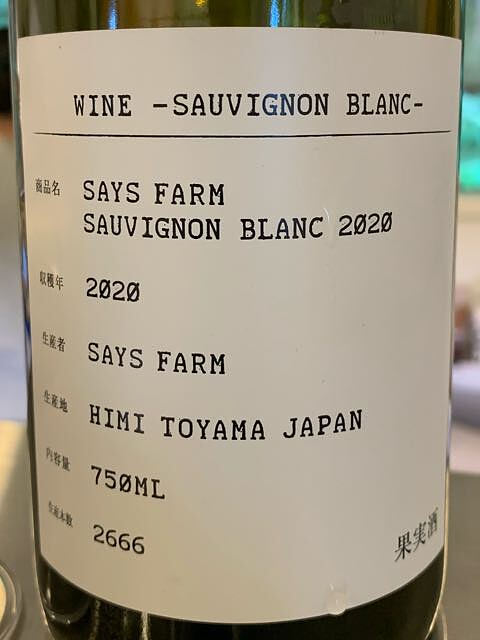 WINE -SAUVIGNON BLANC-
商品名 SAYS FARM
SAUVIGNON BLANC 2020
収穫年 2020
生産者 SAYS FARM
生産地 HIMI TOYAMA JAPAN
内容量 750ML
生産本数 2666
果実酒